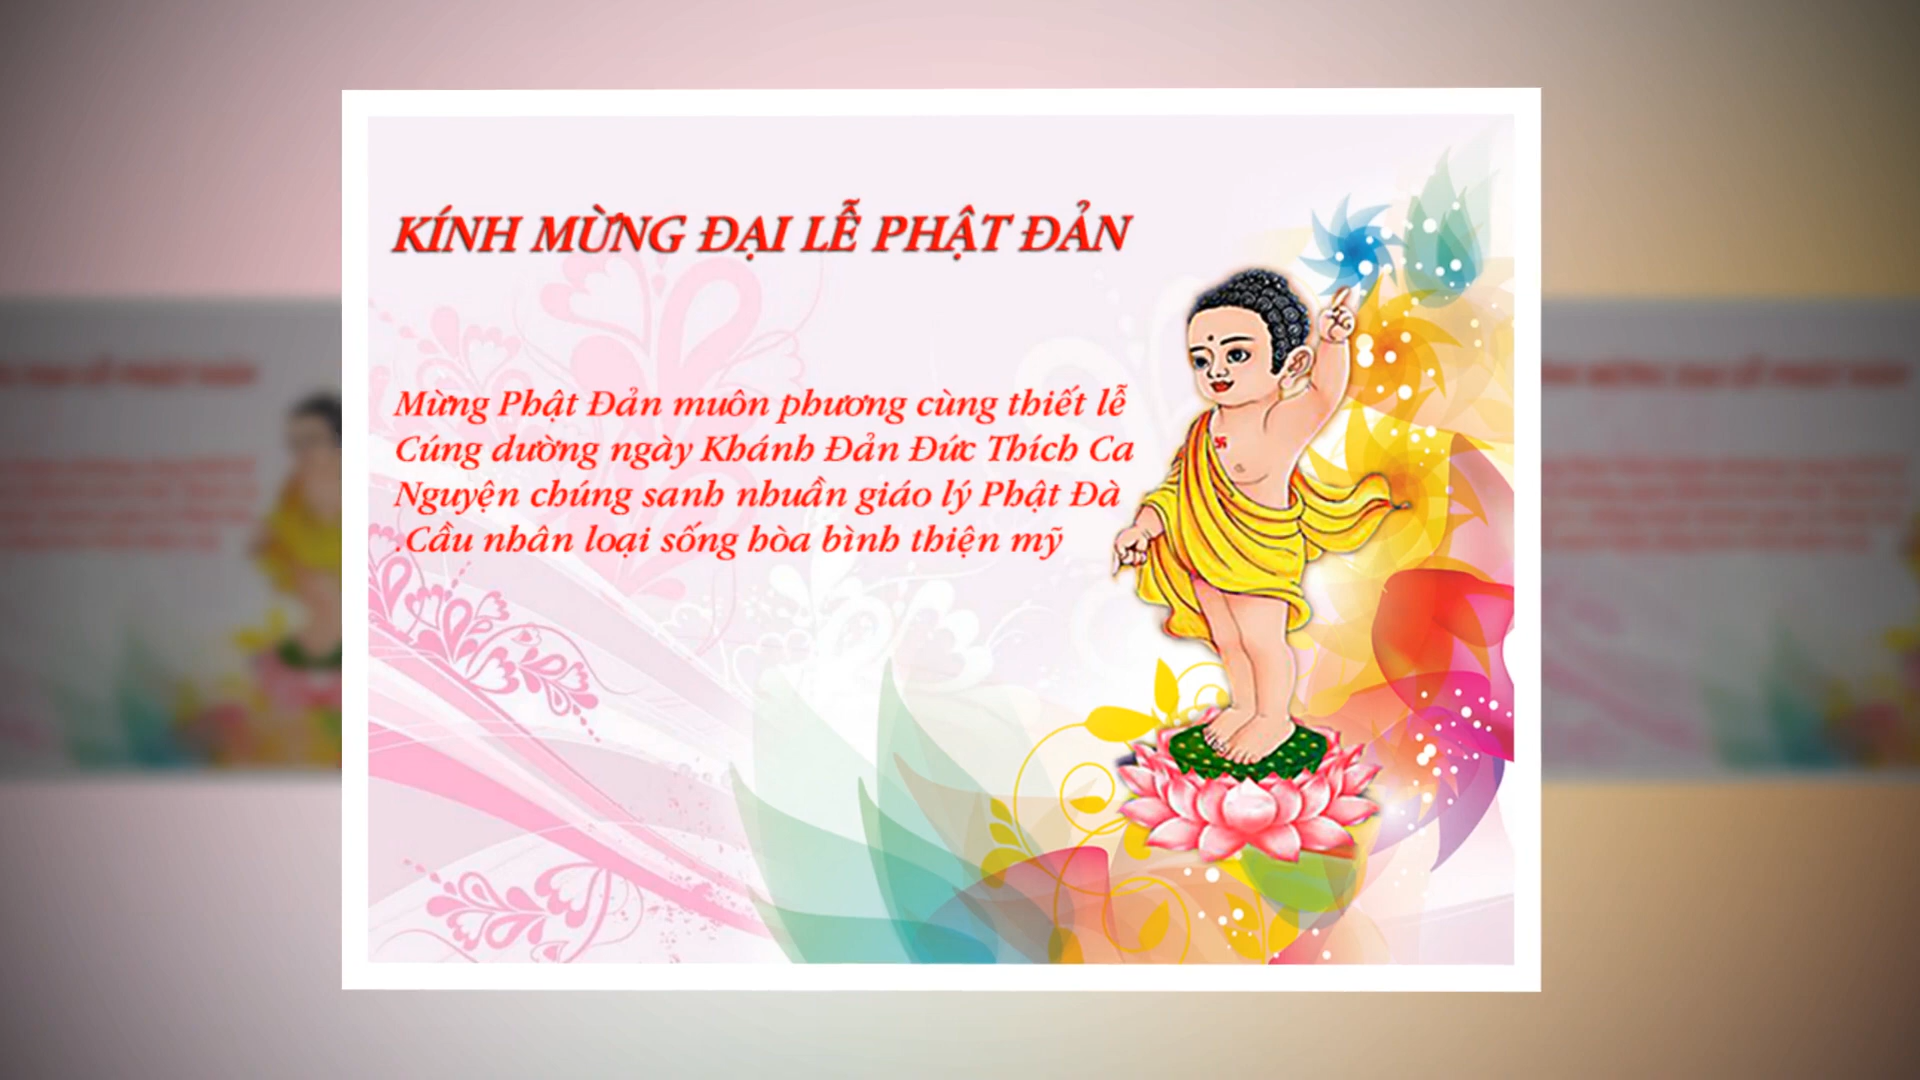 KÍNH MỪNG ĐẠI LỄ PHẬT ĐẢN
Mừng Phật Đản muôn phương cùng thiết lễ
Cúng dường ngày Khánh Đản Đức Thích Ca
Nguyện chúng sanh nhuần giáo lý Phật Đà
.Cầu nhân loại sống hòa bình thiện mỹ